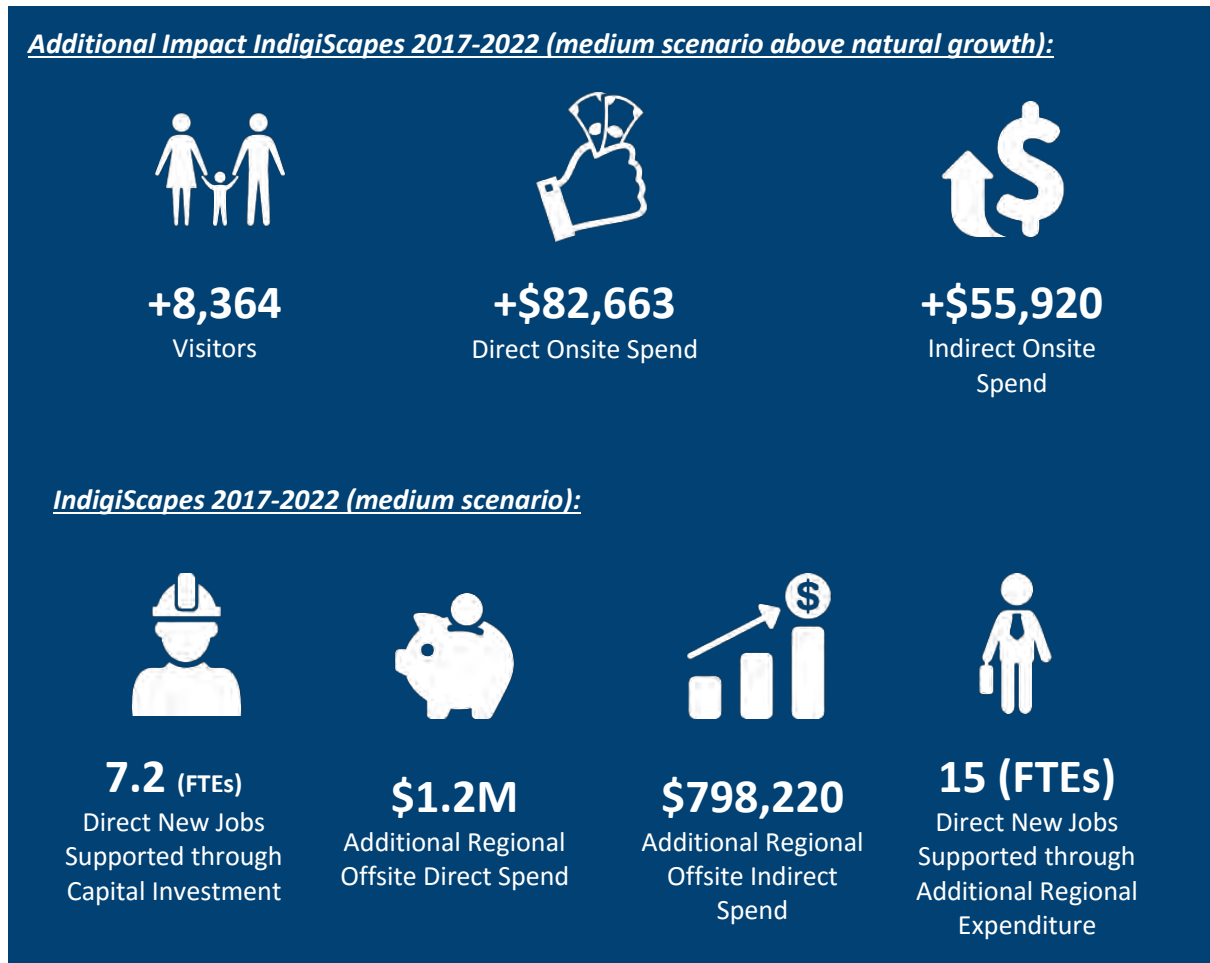 Additional Impact IndigiScapes 2017-2022 (medium scenario above natural growth):
+8,364
Visitors
+$82,663
Direct Onsite Spend
+$55,920
Indirect Onsite
Spend
IndigiScapes 2017-2022 (medium scenario):
7.2 (FTEs)
Direct New Jobs
Supported through
Capital Investment
$1.2M
Additional Regional
Offsite Direct Spend
$
$798,220
Additional Regional
Offsite Indirect
Spend
15 (FTEs)
Direct New Jobs
Supported through
Additional Regional
Expenditure